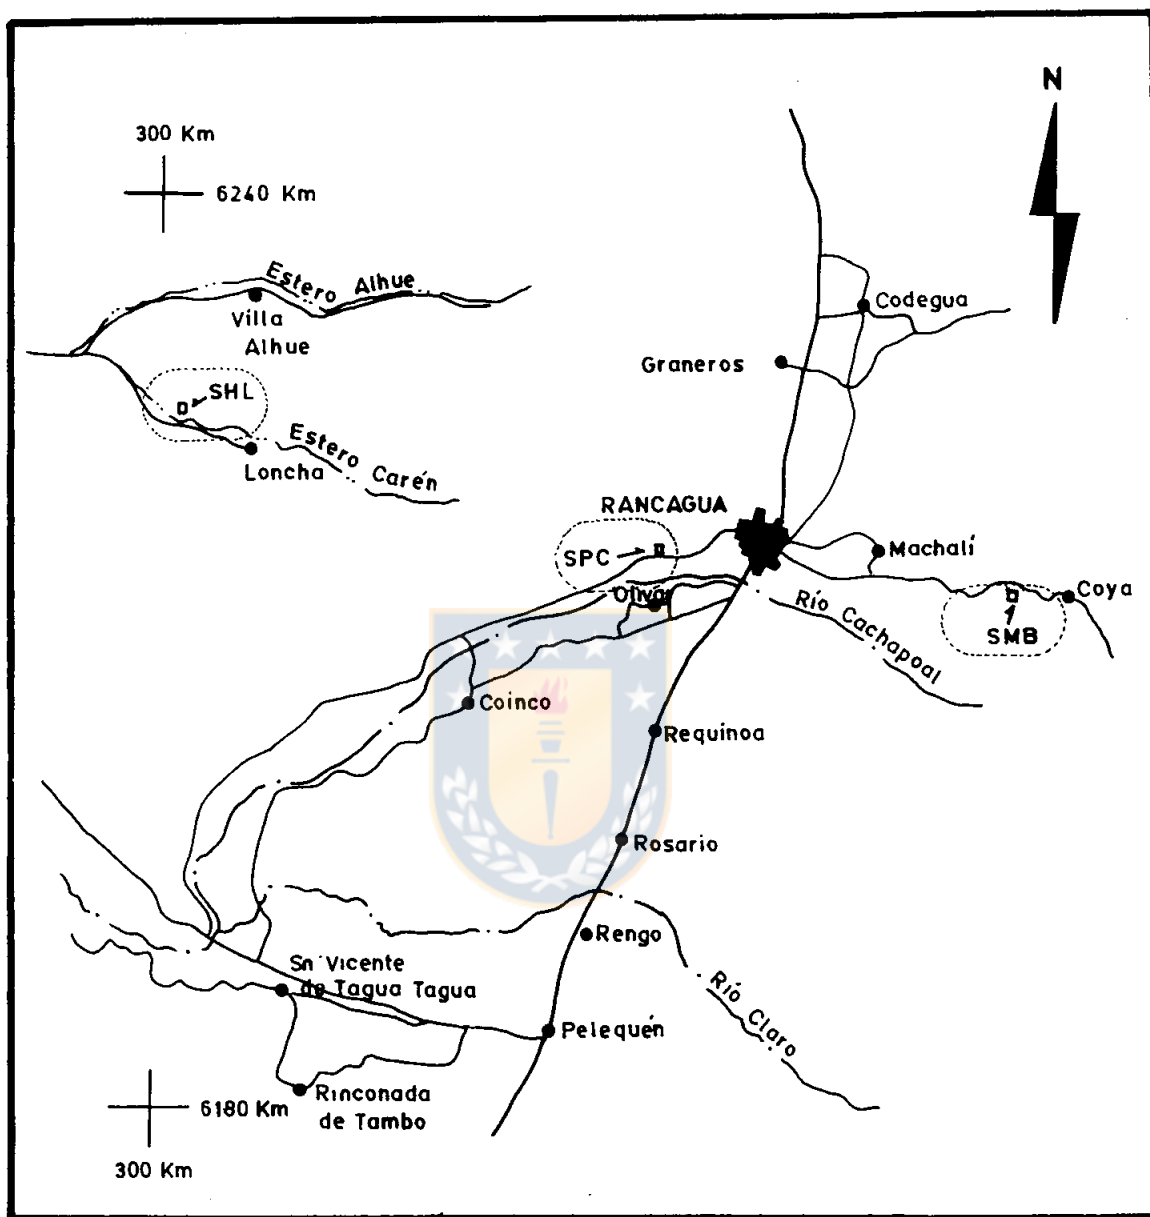 N
300 Km
6240 Km
Estero Alhue
Villa
Alhue
Codegua
Graneros
SHL
Estero Carén
Loncha
RANCAGUA
SPC
Machalí
Olivar
Coya
SMB
Río Cachapoal
Coinco
Requinoa
Rosario
Rengo
Sn Vicente
de Tagua Tagua
Río Claro
Pelequén
Rinconada
de Tambo
6180 Km
300 Km